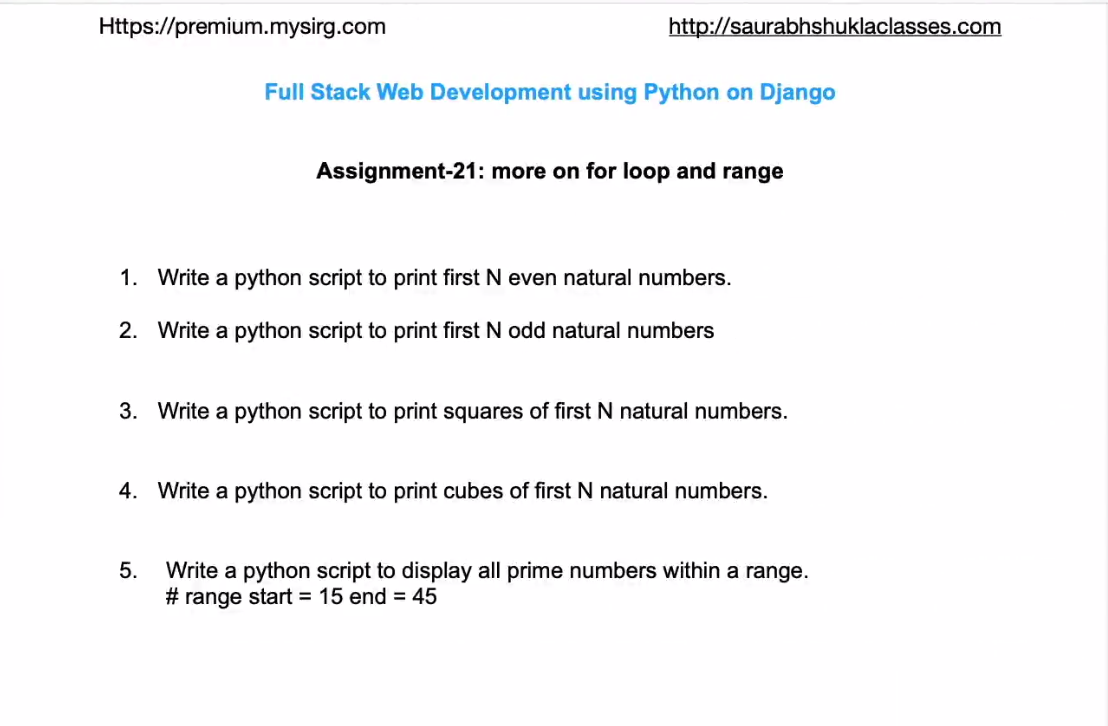 Https://premium.mysirg.com http://saurabhshuklaclasses.com
Full Stack Web Development using Python on Django
Assignment-21: more on for loop and range
1. Write a python script to print first N even natural numbers.
2. Write a python script to print first N odd natural numbers
3. Write a python script to print squares of first N natural numbers.
4. Write a python script to print cubes of first N natural numbers.
5. Write a python script to display all prime numbers within a range.
# range start = 15 end = 45